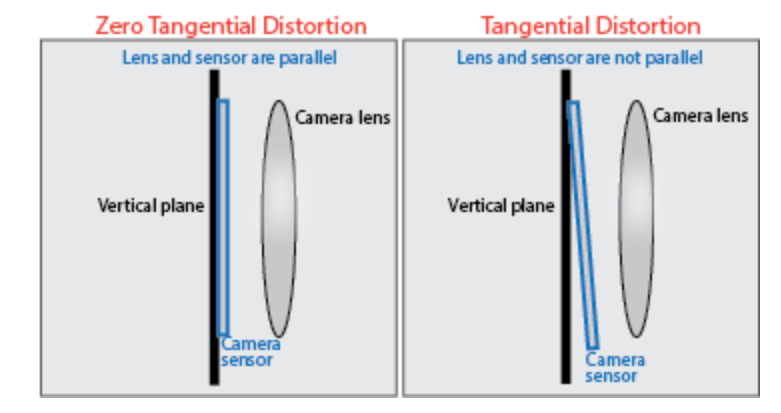 Zero Tangential Distortion
Lens and sensor are parallel
Camera lens
Vertical plane
Camera
sensor
Tangential Distortion
Lens and sensor are not parallel
Camera lens
Vertical plane
Camera
sensor